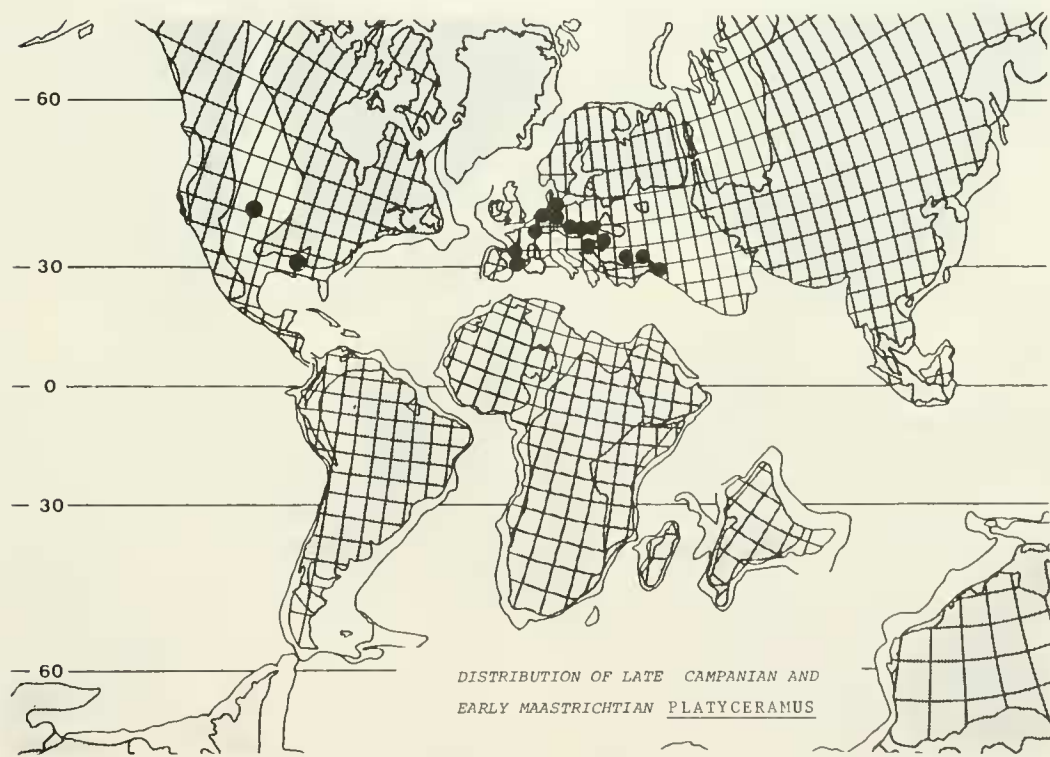 60
30
0
30
60
DISTRIBUTION OF LATE CAMPANIAN AND
EARLY MAASTRICHTIAN PLATYCERAMUS